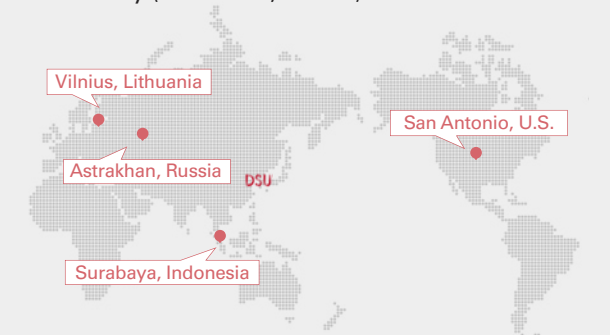 Vilnius, Lithuania
San Antonio, U.S.
Astrakhan, Russia
DSU
Surabaya, Indonesia